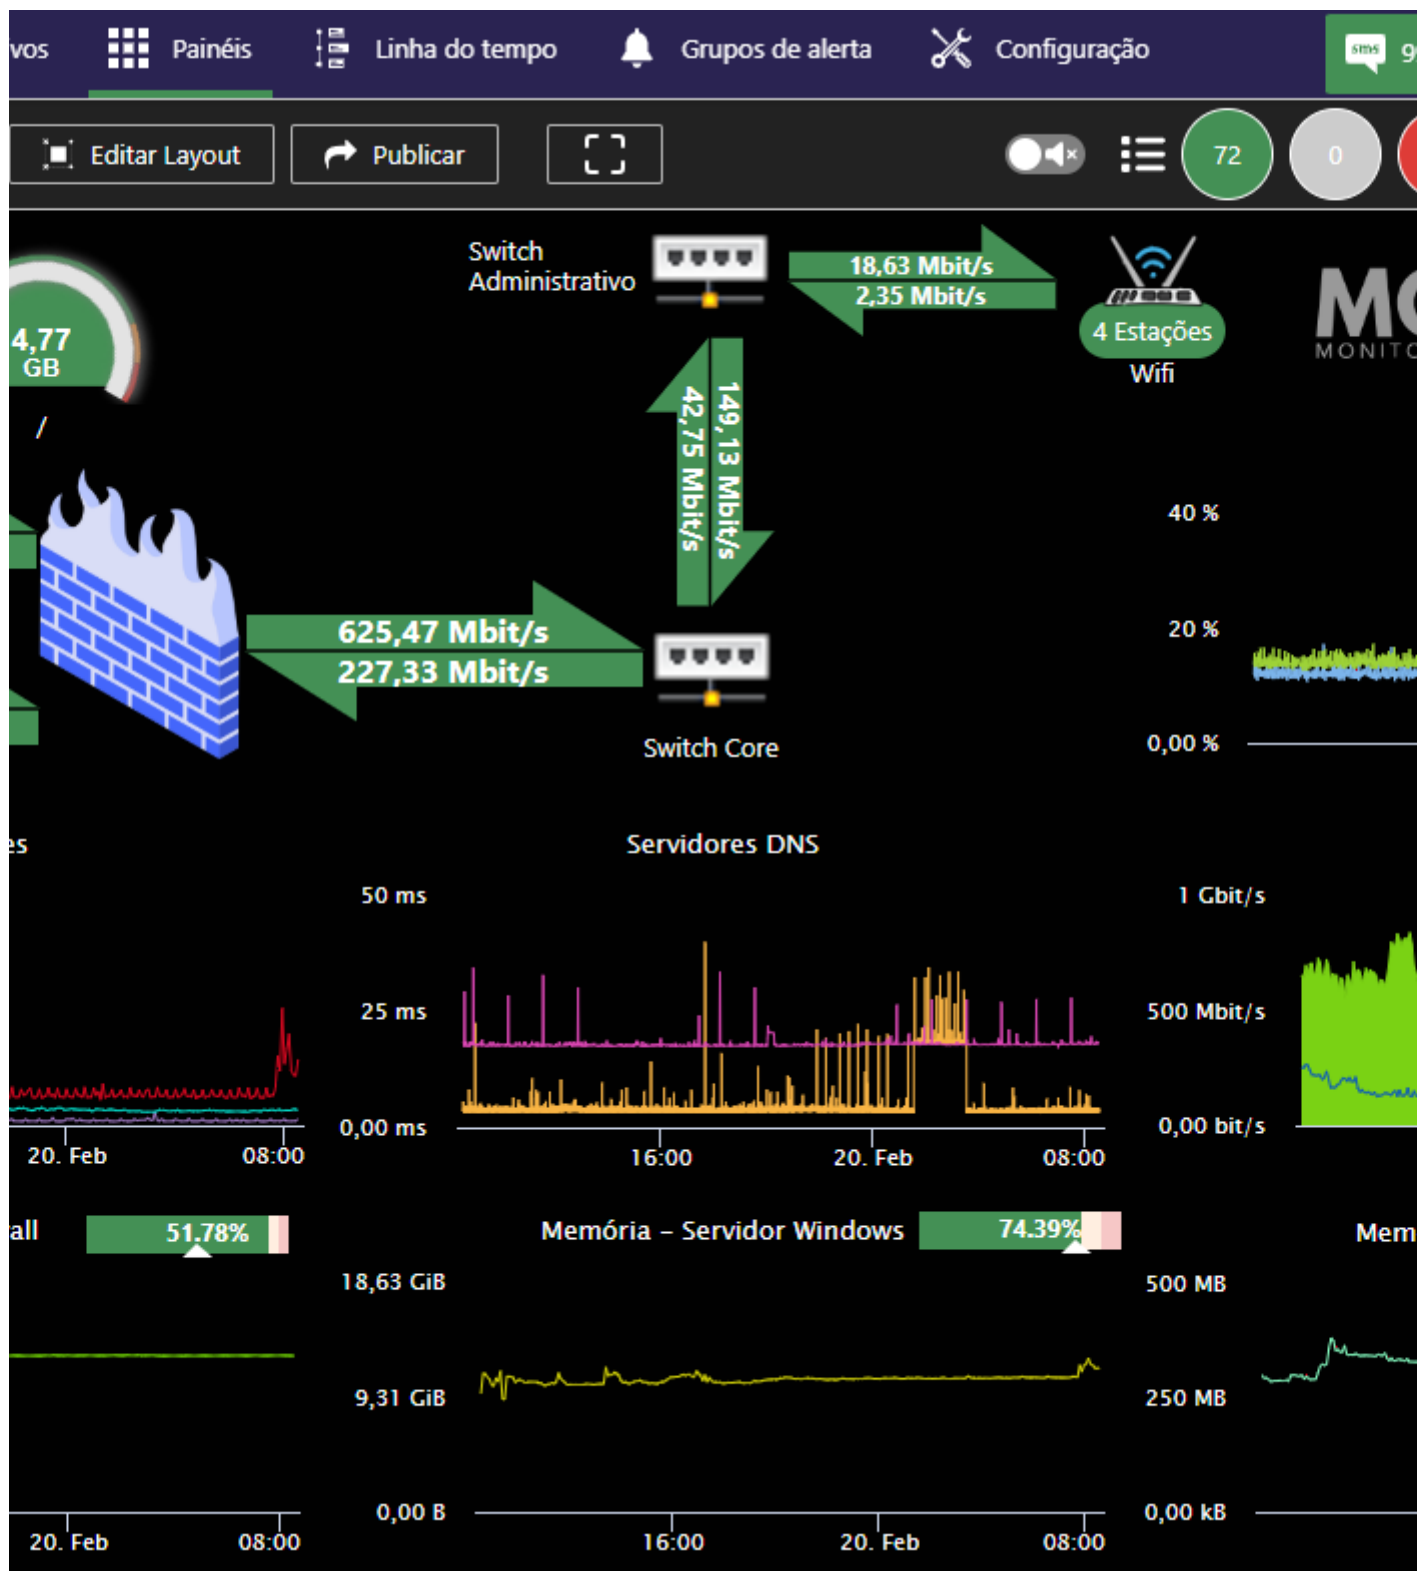 Painéis
Linha do tempo
Grupos de alerta
Configuração
sms
Editar Layout
Publicar
72
0
4,77
GB
/
Switch
Administrativo
18,63 Mbit/s
2,35 Mbit/s
4 Estações
Wifi
MONITO
42,75 Mbit/s
149,13 Mbit/s
625,47 Mbit/s
227,33 Mbit/s
Switch Core
40 %
20 %
0,00 %
Servidores DNS
50 ms
25 ms
0,00 ms
16:00
20. Feb
08:00
20. Feb
08:00
1 Gbit/s
500 Mbit/s
0,00 bit/s
all
51.78%
20. Feb
08:00
Memória – Servidor Windows
74.39%
18,63 GiB
9,31 GiB
0,00 B
16:00
20. Feb
08:00
Mem
500 MB
250 MB
0,00 kB